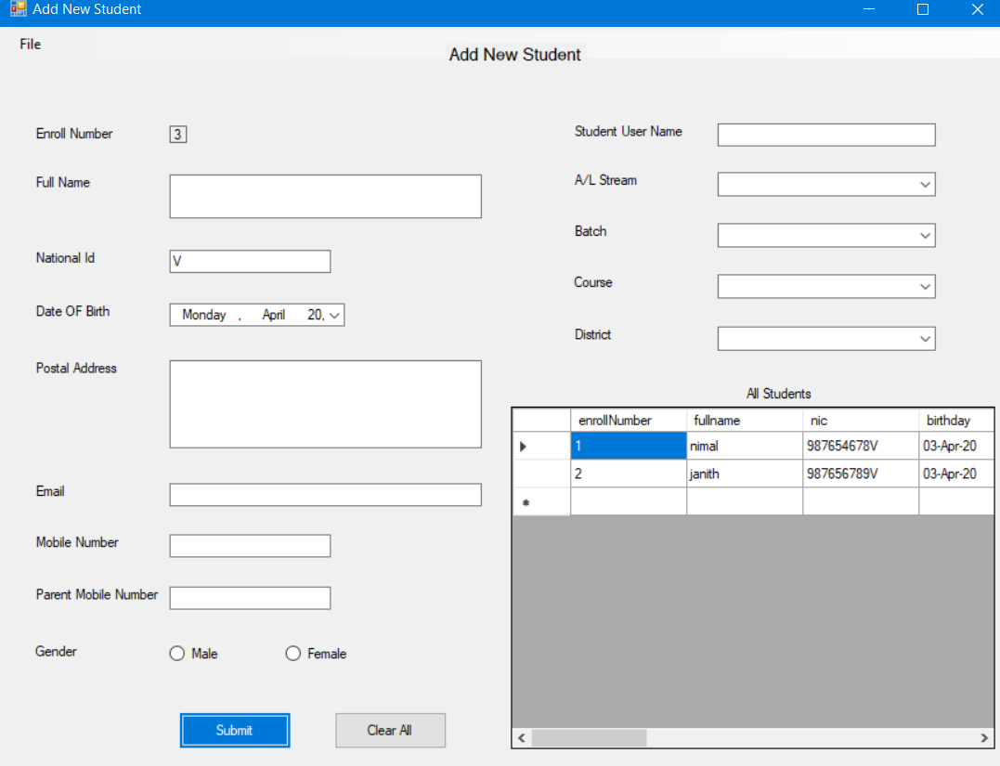 Add New Student
File
Add New Student
Enroll Number 3
Full Name
National Id V
Date OF Birth Monday , April 20,
Postal Address
Email
Mobile Number
Parent Mobile Number
Gender Male Female
Submit Clear All
Student User Name
A/L Stream
Batch
Course
District
All Students
enrollNumber fullname nic birthday
1 nimal 987654678V 03-Apr-20
2 janith 987656789V 03-Apr-20